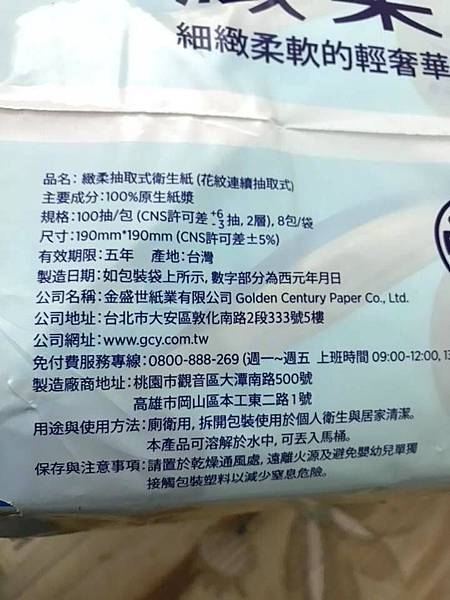 細緻柔軟的輕奢華
品名：緻柔抽取式衛生紙 (花紋連續抽取式)
主要成分：100%原生紙漿
規格：100抽/包 (CNS許可差 +6 -3 抽, 2層), 8包/袋
尺寸：190mm*190mm (CNS許可差±5%)
有效期限：五年　產地：台灣
製造日期：如包裝袋上所示, 數字部分為西元年月日
公司名稱：金盛世紙業有限公司 Golden Century Paper Co., Ltd.
公司地址：台北市大安區敦化南路2段333號5樓
公司網址：www.gcy.com.tw
免付費服務專線：0800-888-269 (週一~週五 上班時間 09:00-12:00, 13
製造廠商地址：桃園市觀音區大潭南路500號
高雄市岡山區本工東二路1號
用途與使用方法：廁衛用, 拆開包裝使用於個人衛生與居家清潔。
本產品可溶解於水中, 可丟入馬桶。
保存與注意事項：請置於乾燥通風處, 遠離火源及避免嬰幼兒單獨
接觸包裝塑料以減少窒息危險。